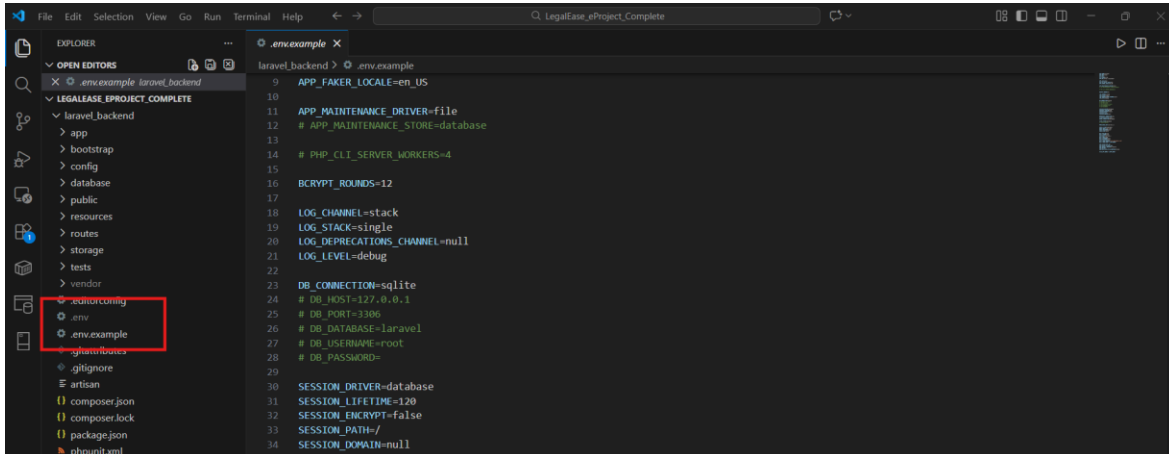 File Edit Selection View Go Run Terminal Help
LegalEase_eProject_Complete
EXPLORER
OPEN EDITORS
.env.example laravel_backend
LEGALEASE_EPROJECT_COMPLETE
laravel_backend
app
bootstrap
config
database
public
resources
routes
storage
tests
vendor
.editorconfig
.env
.env.example
.gitattributes
.gitignore
artisan
composer.json
composer.lock
package.json
phpunit.xml
1
.env.example
laravel_backend > .env.example
9 APP_FAKER_LOCALE=en_US
10
11 APP_MAINTENANCE_DRIVER=file
12 # APP_MAINTENANCE_STORE=database
13
14 # PHP_CLI_SERVER_WORKERS=4
15
16 BCRYPT_ROUNDS=12
17
18 LOG_CHANNEL=stack
19 LOG_STACK=single
20 LOG_DEPRECATIONS_CHANNEL=null
21 LOG_LEVEL=debug
22
23 DB_CONNECTION=sqlite
24 # DB_HOST=127.0.0.1
25 # DB_PORT=3306
26 # DB_DATABASE=laravel
27 # DB_USERNAME=root
28 # DB_PASSWORD=
29
30 SESSION_DRIVER=database
31 SESSION_LIFETIME=120
32 SESSION_ENCRYPT=false
33 SESSION_PATH=/
34 SESSION_DOMAIN=null